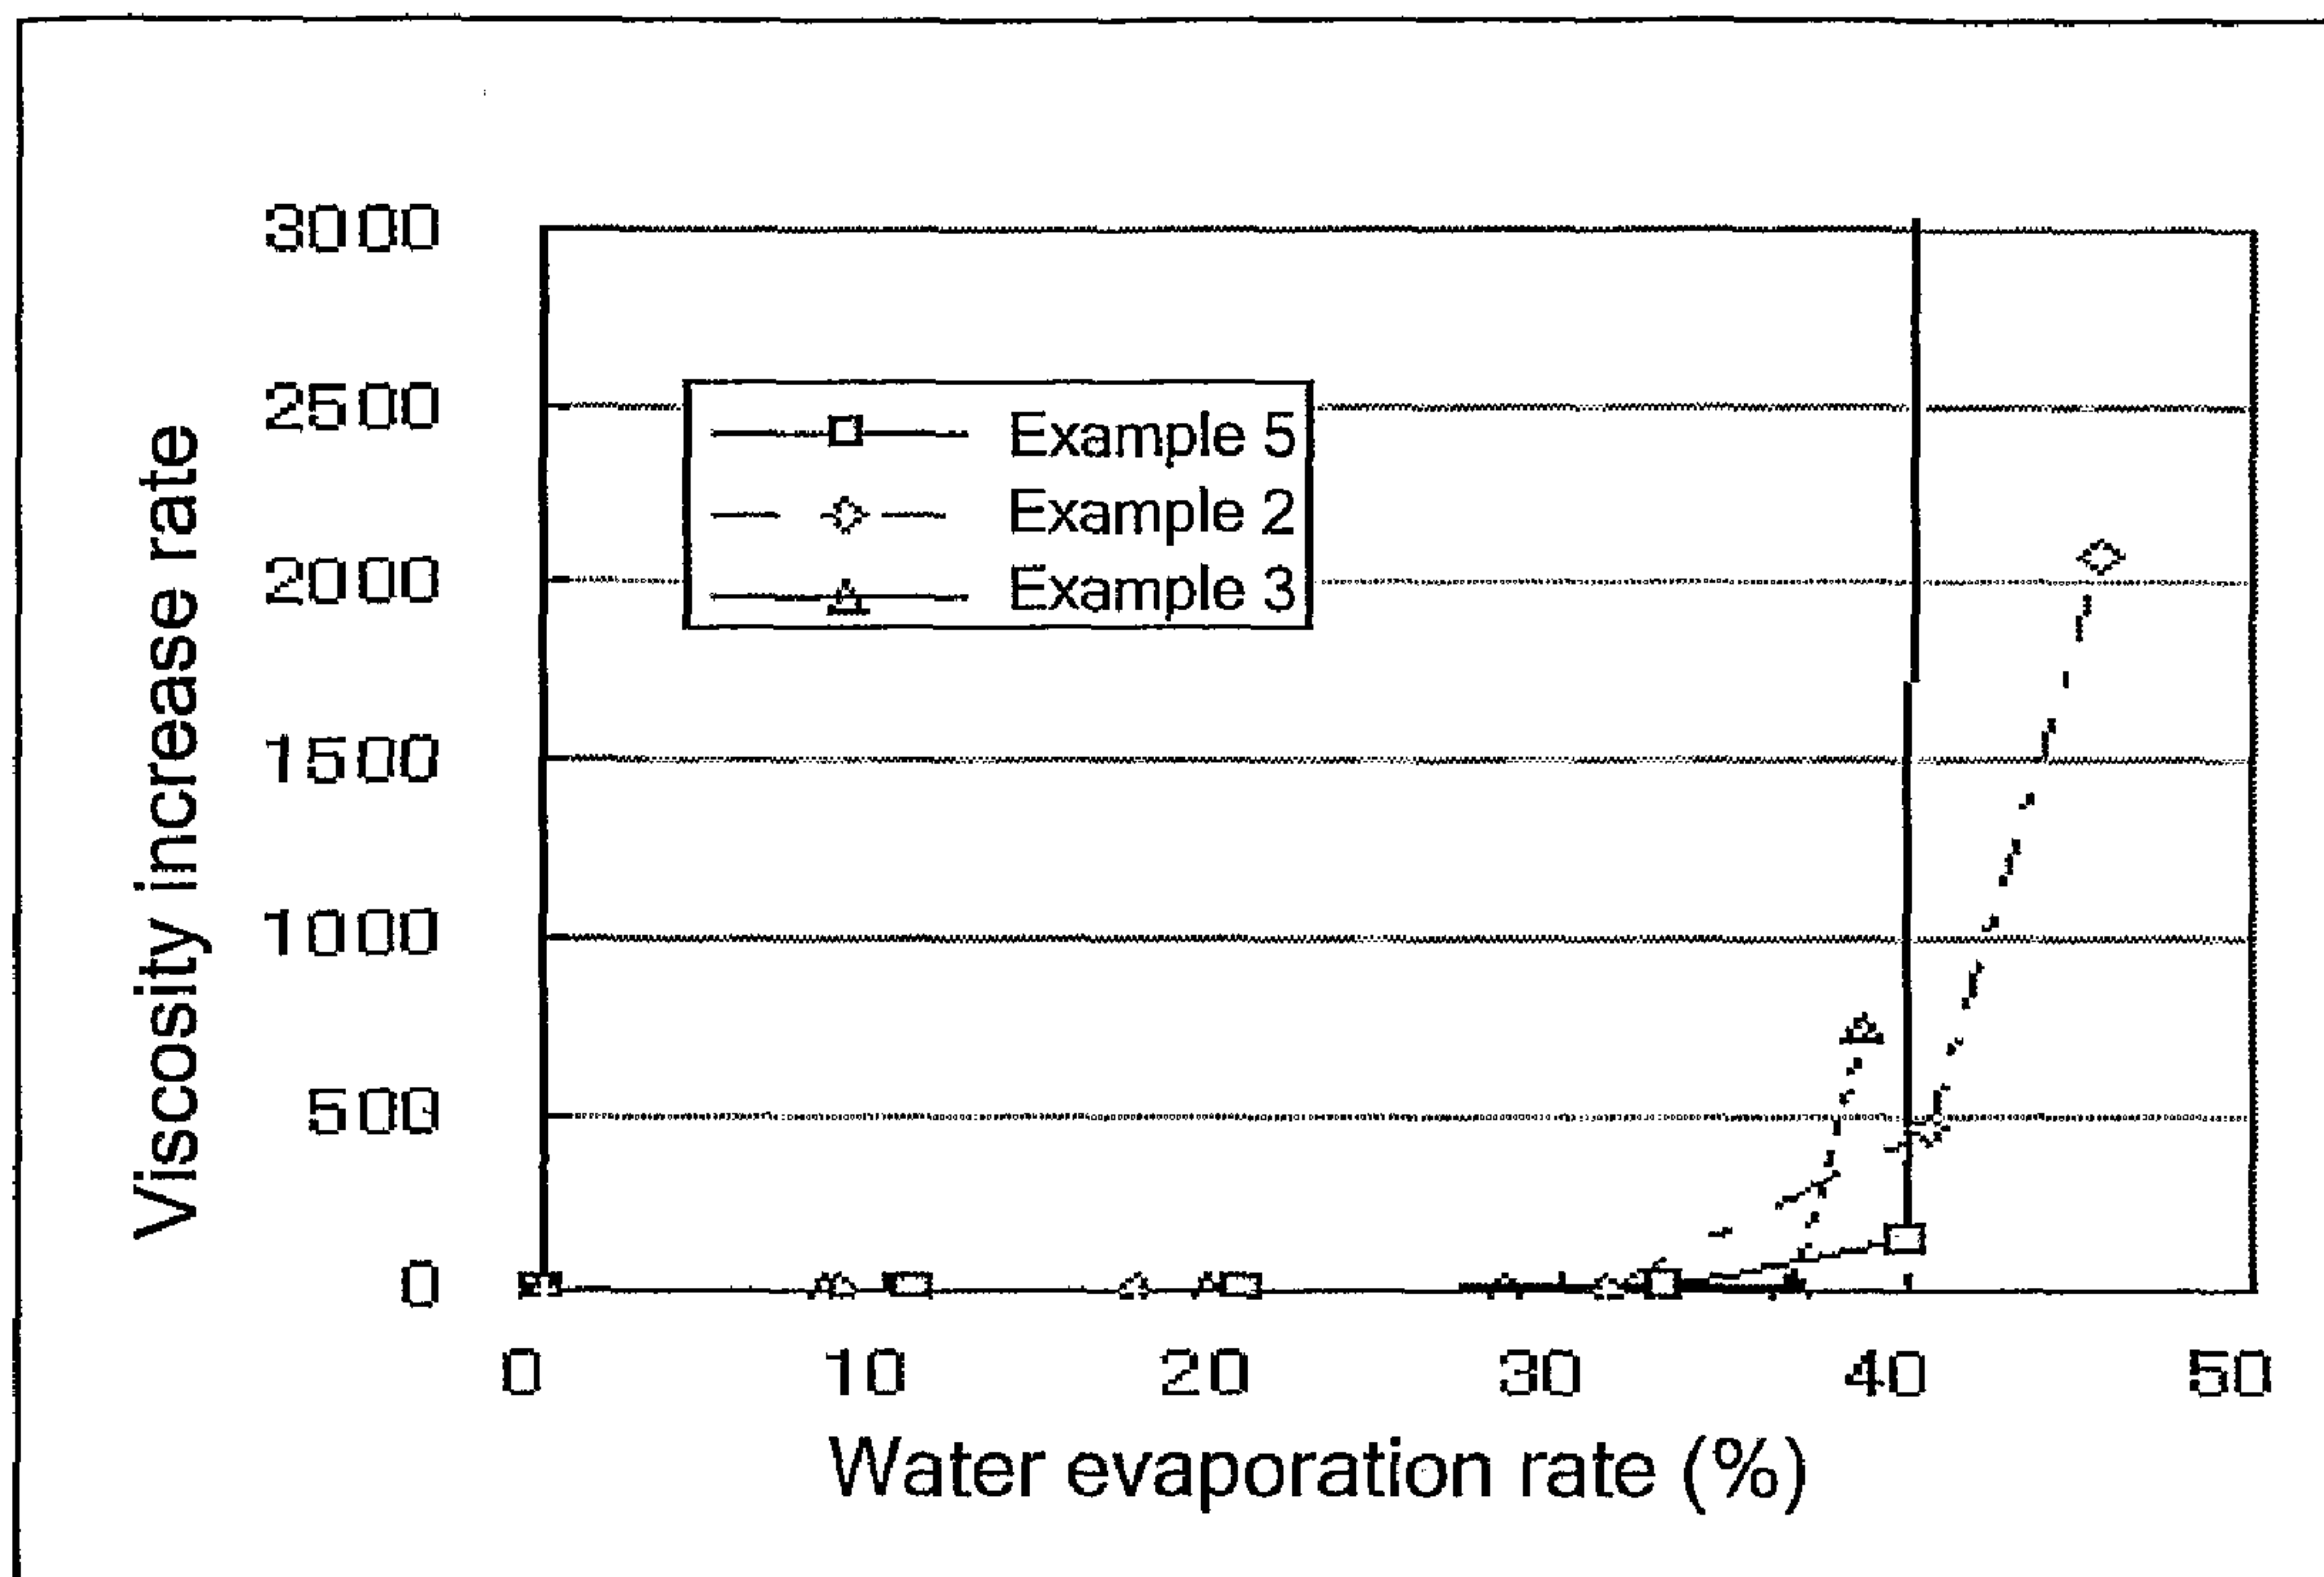 3000
2500
2000
1500
1000
500
0
Viscosity increase rate
Example 5
Example 2
Example 3
0 10 20 30 40 50
Water evaporation rate (%)